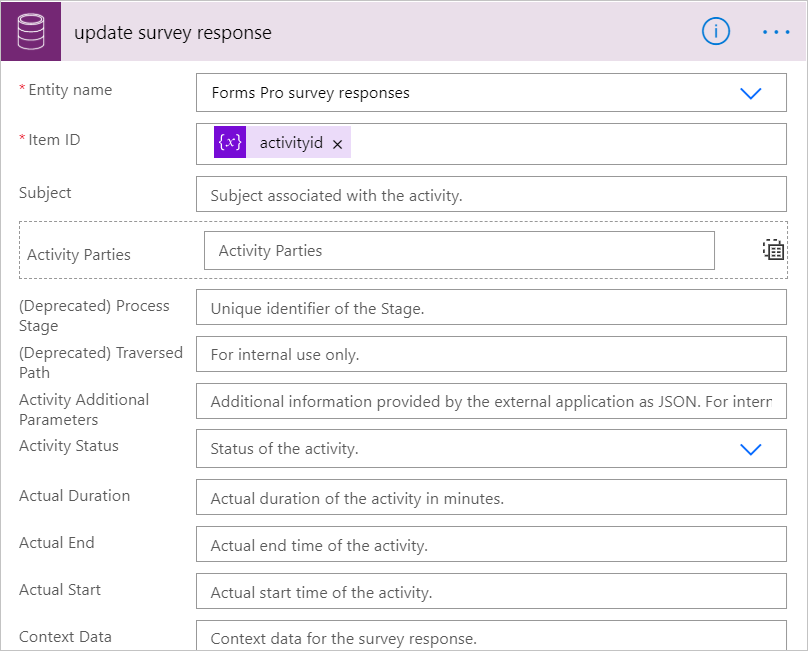 update survey response
* Entity name
Forms Pro survey responses
* Item ID
{x} activityid ×
Subject
Subject associated with the activity.
Activity Parties
Activity Parties
(Deprecated) Process
Stage
Unique identifier of the Stage.
(Deprecated) Traversed
Path
For internal use only.
Activity Additional
Parameters
Additional information provided by the external application as JSON. For intern
Activity Status
Status of the activity.
Actual Duration
Actual duration of the activity in minutes.
Actual End
Actual end time of the activity.
Actual Start
Actual start time of the activity.
Context Data
Context data for the survey response.